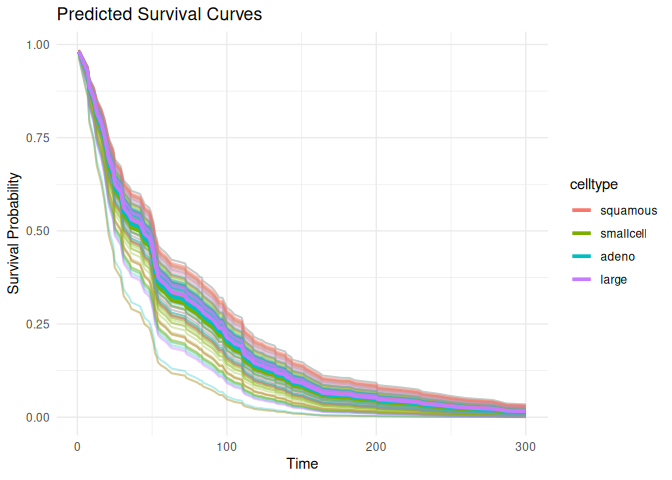 Predicted Survival Curves
1.00
0.75
0.50
0.25
0.00
Survival Probability
0
100
200
300
Time
celltype
squamous
smallcell
adeno
large